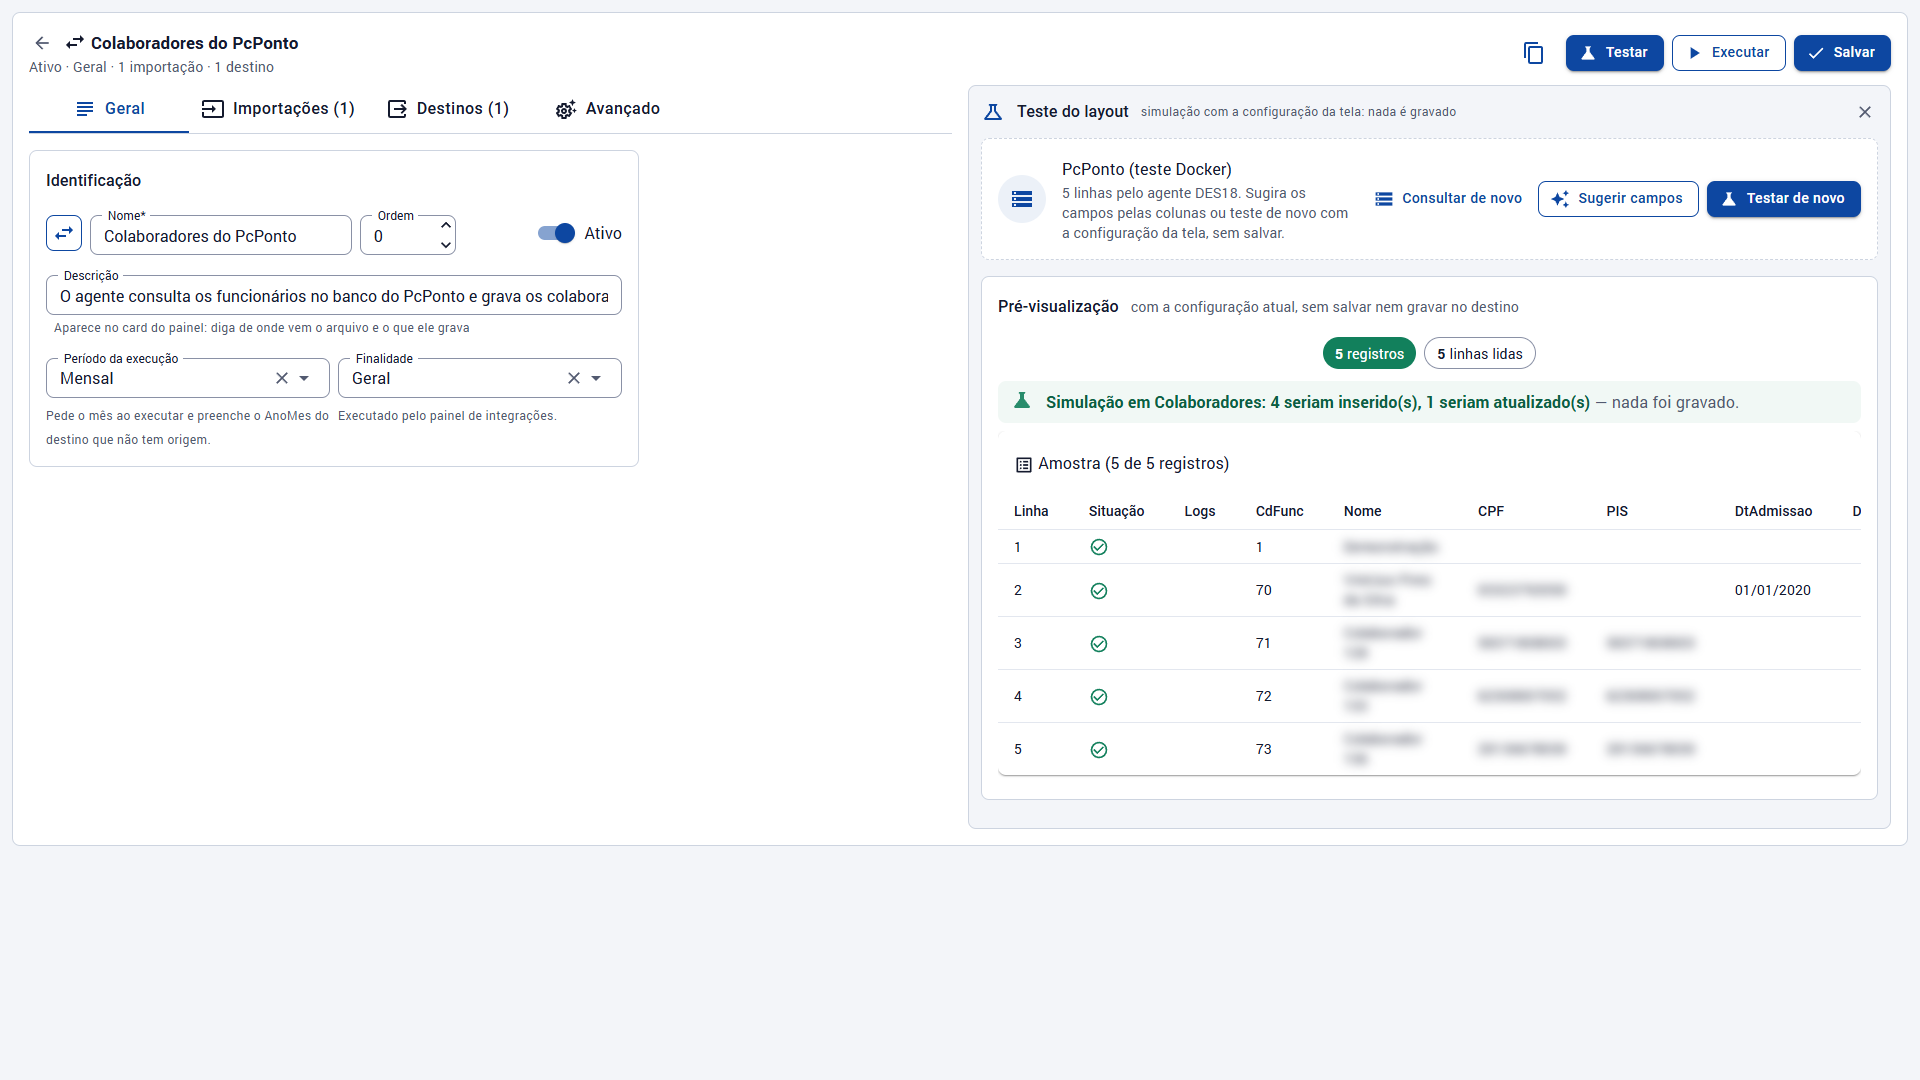 Colaboradores do PcPonto
Ativo · Geral · 1 importação · 1 destino
Testar
Executar
Salvar
Geral
Importações (1)
Destinos (1)
Avançado
Identificação
Nome*
Colaboradores do PcPonto
Ordem
0
Ativo
Descrição
O agente consulta os funcionários no banco do PcPonto e grava os colabora
Aparece no card do painel: diga de onde vem o arquivo e o que ele grava
Período da execução
Mensal
Finalidade
Geral
Pede o mês ao executar e preenche o AnoMes do
destino que não tem origem.
Executado pelo painel de integrações.
Teste do layout simulação com a configuração da tela: nada é gravado
PcPonto (teste Docker)
5 linhas pelo agente DES18. Sugira os
campos pelas colunas ou teste de novo com
a configuração da tela, sem salvar.
Consultar de novo
Sugerir campos
Testar de novo
Pré-visualização com a configuração atual, sem salvar nem gravar no destino
5 registros
5 linhas lidas
Simulação em Colaboradores: 4 seriam inserido(s), 1 seriam atualizado(s) — nada foi gravado.
Amostra (5 de 5 registros)
Linha Situação Logs CdFunc Nome CPF PIS DtAdmissao D
1 1
2 70 01/01/2020
3 71
4 72
5 73